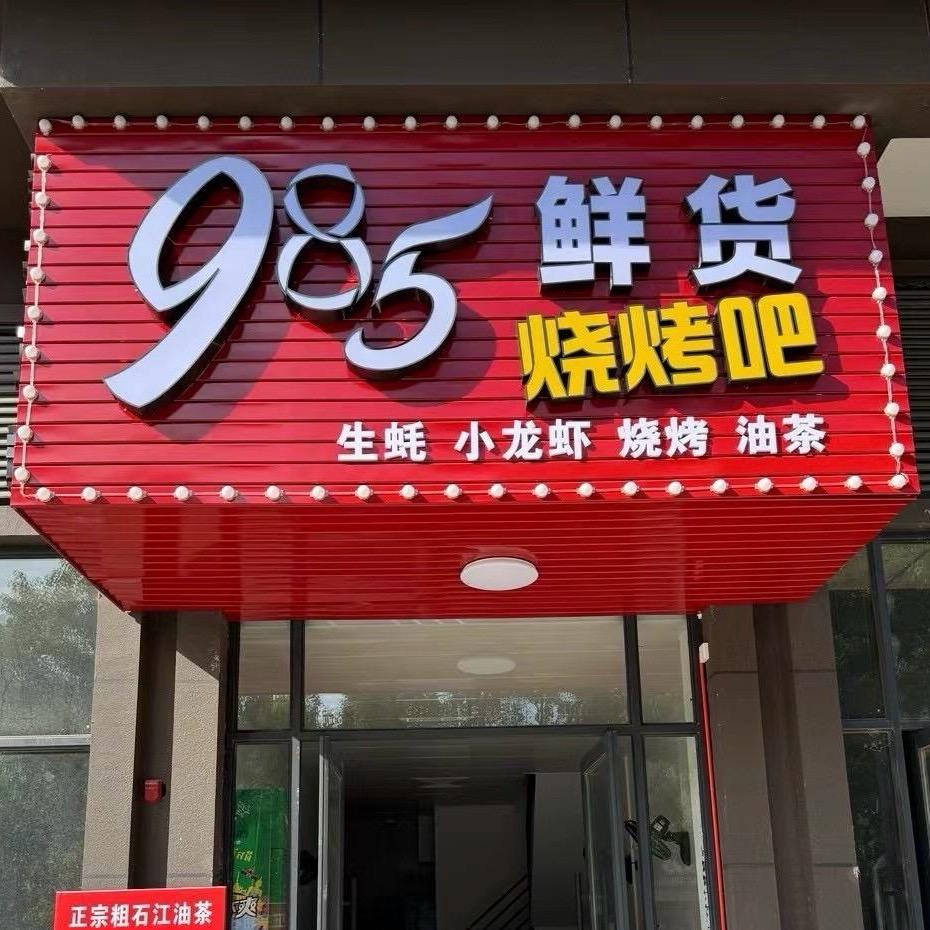 985 鲜货
烧烤吧
生蚝 小龙虾 烧烤 油茶
正宗粗石江油茶
爽